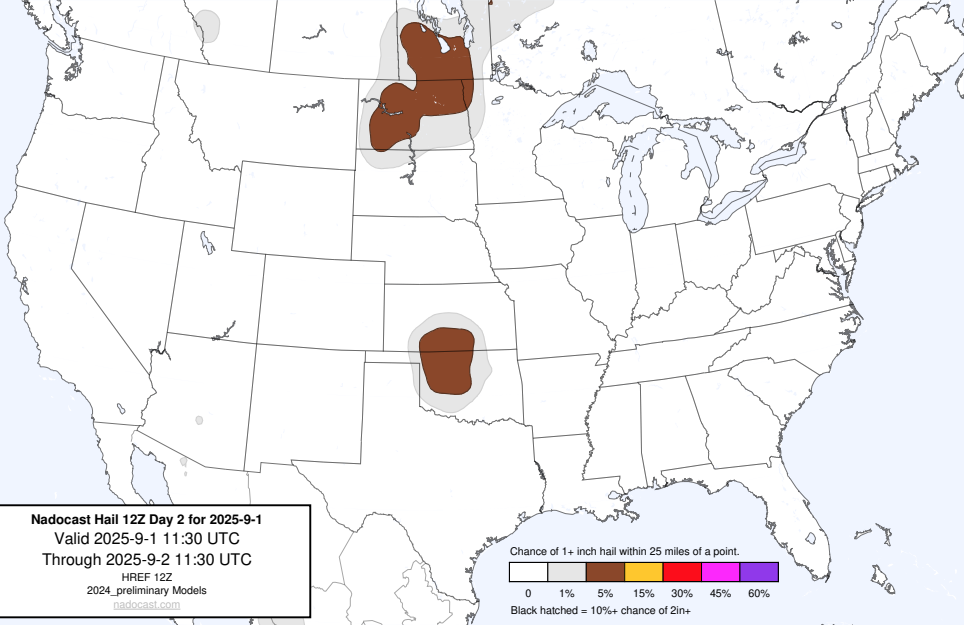 Nadocast Hail 12Z Day 2 for 2025-9-1
Valid 2025-9-1 11:30 UTC
Through 2025-9-2 11:30 UTC
HREF 12Z
2024_preliminary Models
nadocast.com
Chance of 1+ inch hail within 25 miles of a point.
0 1% 5% 15% 30% 45% 60%
Black hatched = 10%+ chance of 2in+